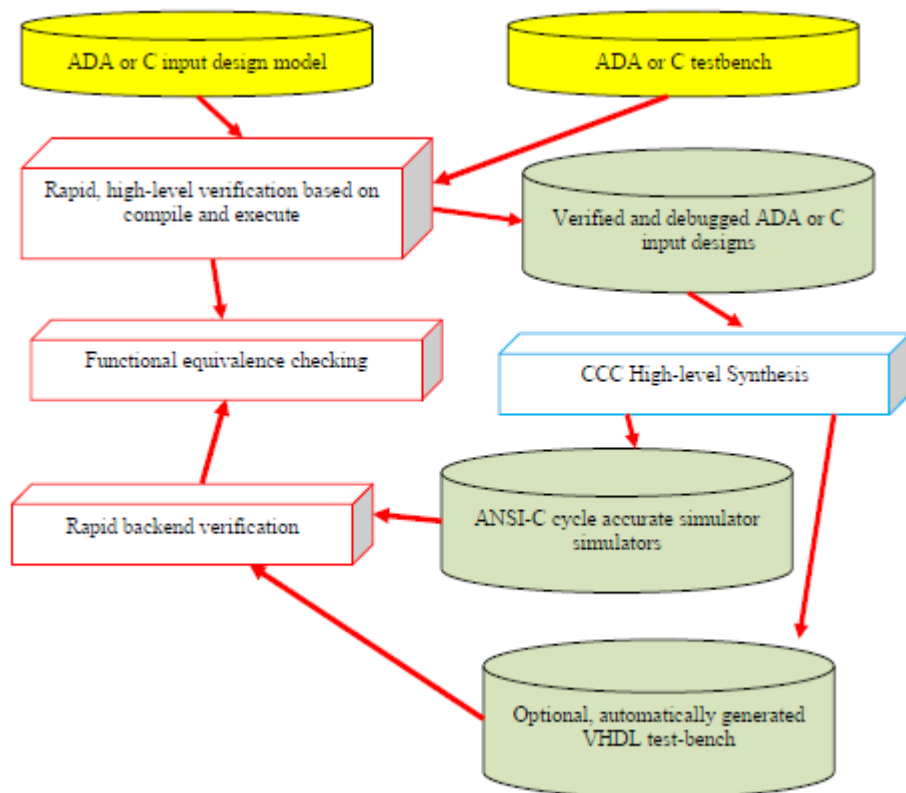 ADA or C input design model
ADA or C testbench
Rapid, high-level verification based on
compile and execute
Verified and debugged ADA or C
input designs
Functional equivalence checking
CCC High-level Synthesis
ANSI-C cycle accurate simulator
simulators
Rapid backend verification
Optional, automatically generated
VHDL test-bench